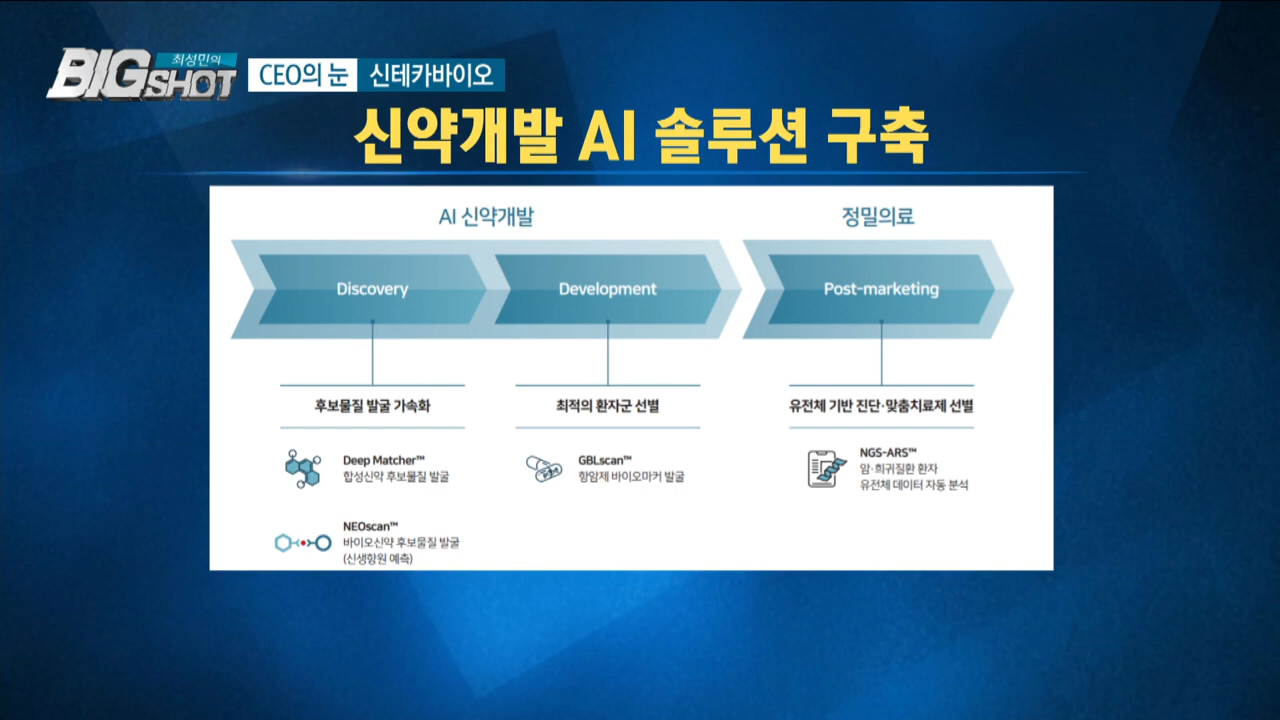 최성민의
BIG SHOT
CEO의 눈 신테카바이오
신약개발 AI 솔루션 구축
AI 신약개발
정밀의료
Discovery
Development
Post-marketing
후보물질 발굴 가속화
최적의 환자군 선별
유전체 기반 진단·맞춤치료제 선별
Deep Matcher™
합성신약 후보물질 발굴
GBLscan™
항암제 바이오마커 발굴
NGS-ARS™
암·희귀질환 환자
유전체 데이터 자동 분석
NEOscan™
바이오신약 후보물질 발굴
(신생항원 예측)